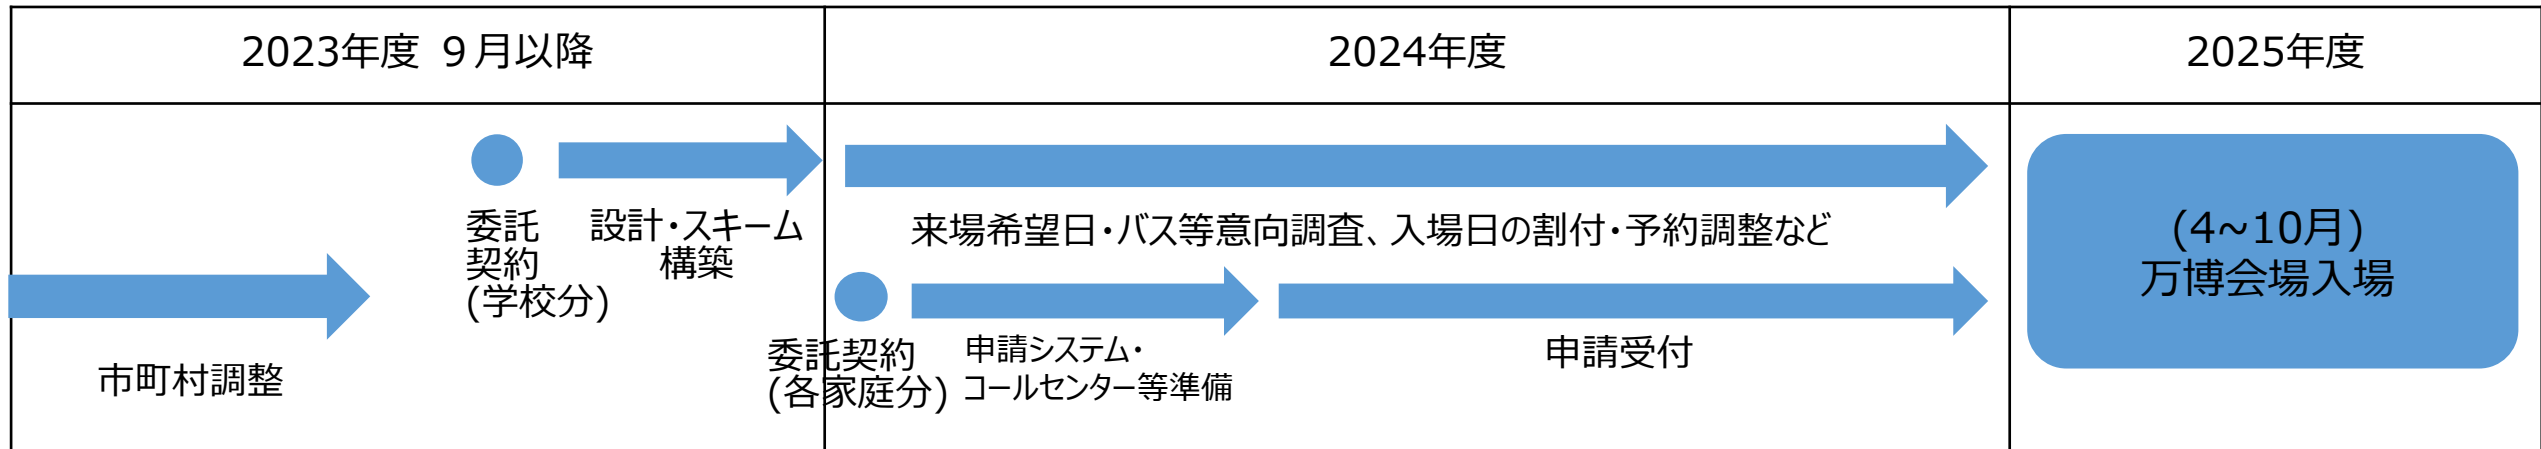 2023年度 ９月以降
2024年度
2025年度
委託
契約
(学校分)
設計・スキーム
構築
来場希望日・バス等意向調査、入場日の割付・予約調整など
(4~10月)
万博会場入場
市町村調整
委託契約
(各家庭分)
申請システム・
コールセンター等準備
申請受付